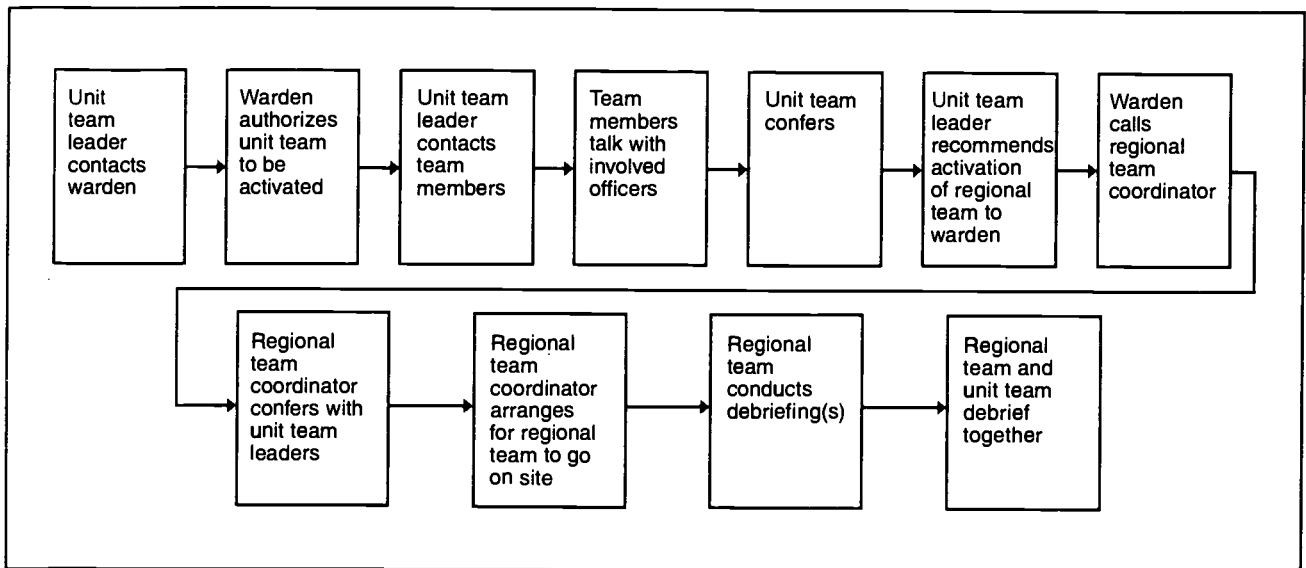 Unit
team
leader
contacts
warden
Warden
authorizes
unit team
to be
activated
Unit team
leader
contacts
team
members
Team
members
talk with
involved
officers
Unit team
confers
Unit team
leader
recommends
activation
of regional
team to
warden
Warden
calls
regional
team
coordinator
Regional
team
coordinator
confers with
unit team
leaders
Regional
team
coordinator
arranges
for regional
team to go
on site
Regional
team
conducts
debriefing(s)
Regional
team and
unit team
debrief
together